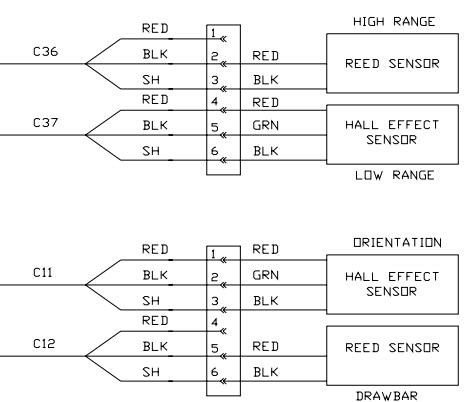 HIGH RANGE
RED 1
C36 BLK 2 RED REED SENSOR
SH 3 BLK
RED 4 RED
C37 BLK 5 GRN HALL EFFECT
SENSOR
SH 6 BLK
LOW RANGE
ORIENTATION
RED 1 RED
C11 BLK 2 GRN HALL EFFECT
SENSOR
SH 3 BLK
RED 4
C12 BLK 5 RED REED SENSOR
SH 6 BLK
DRAWBAR